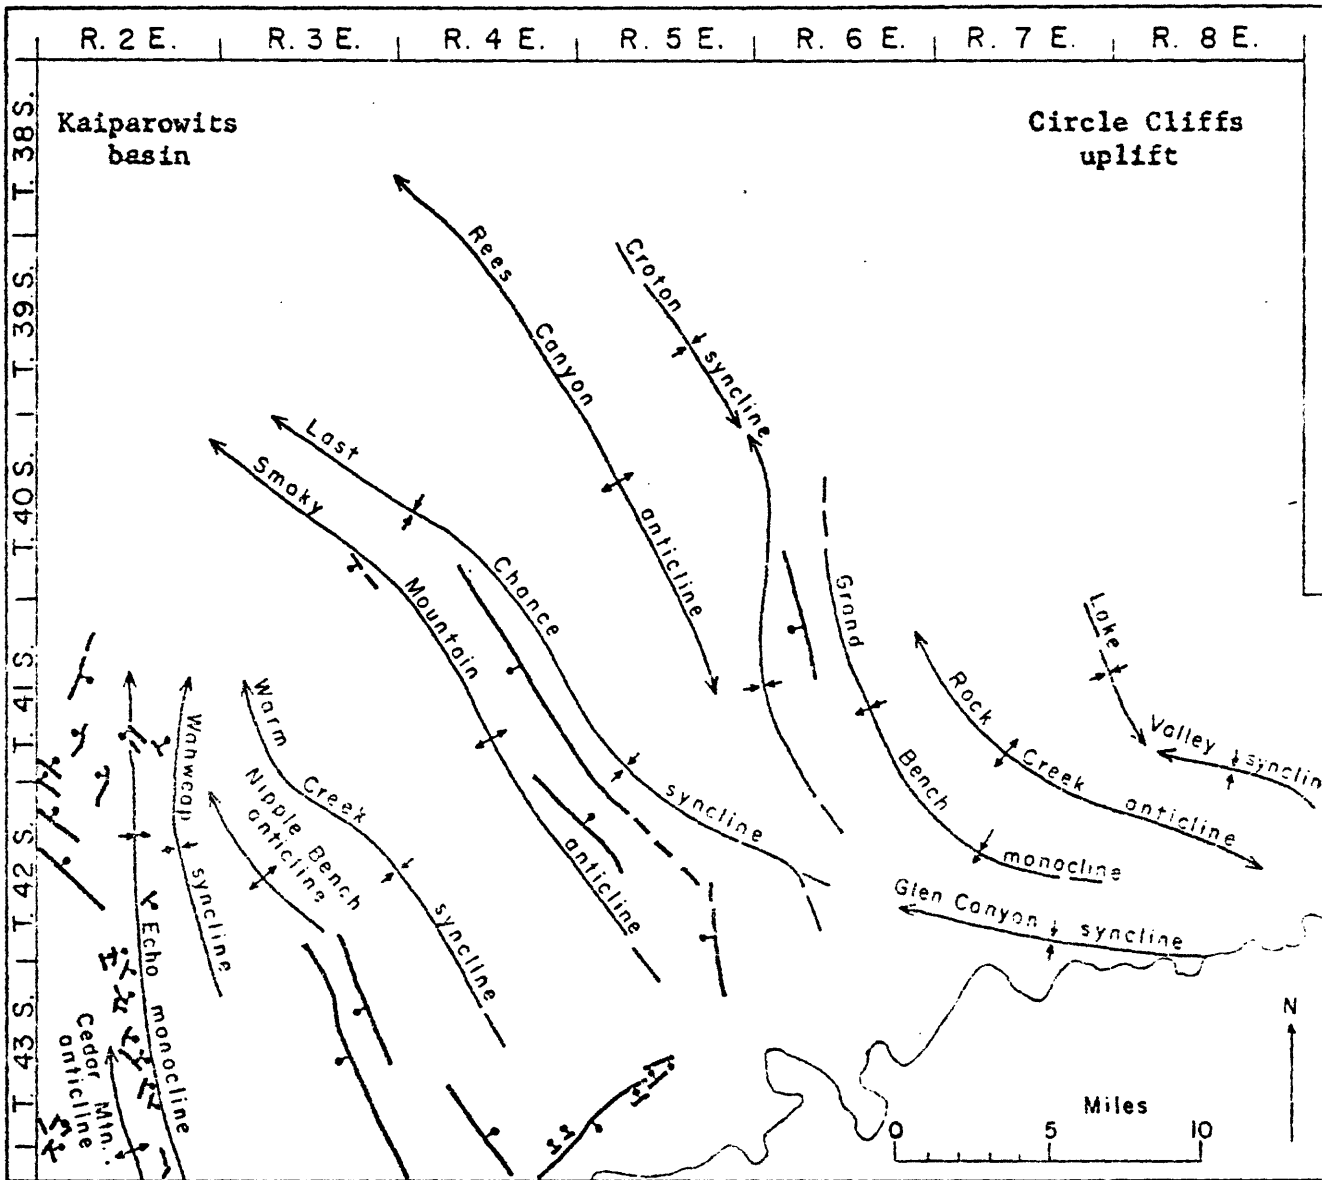 R. 2 E. R. 3 E. R. 4 E. R. 5 E. R. 6 E. R. 7 E. R. 8 E.
T. 38 S.
T. 39 S.
T. 40 S.
T. 41 S.
T. 42 S.
T. 43 S.
Kaiparowits
basin
Circle Cliffs
uplift
Rees Canyon anticline
Croton syncline
Last Chance syncline
Smoky Mountain anticline
Grand Bench monocline
Rock Creek anticline
Lake Valley synclin
Warm Creek syncline
Wahweap syncline
Nipple Bench
anticline
Echo monocline
Cedar Mtn.
anticline
Glen Canyon syncline
N
Miles
0 5 10